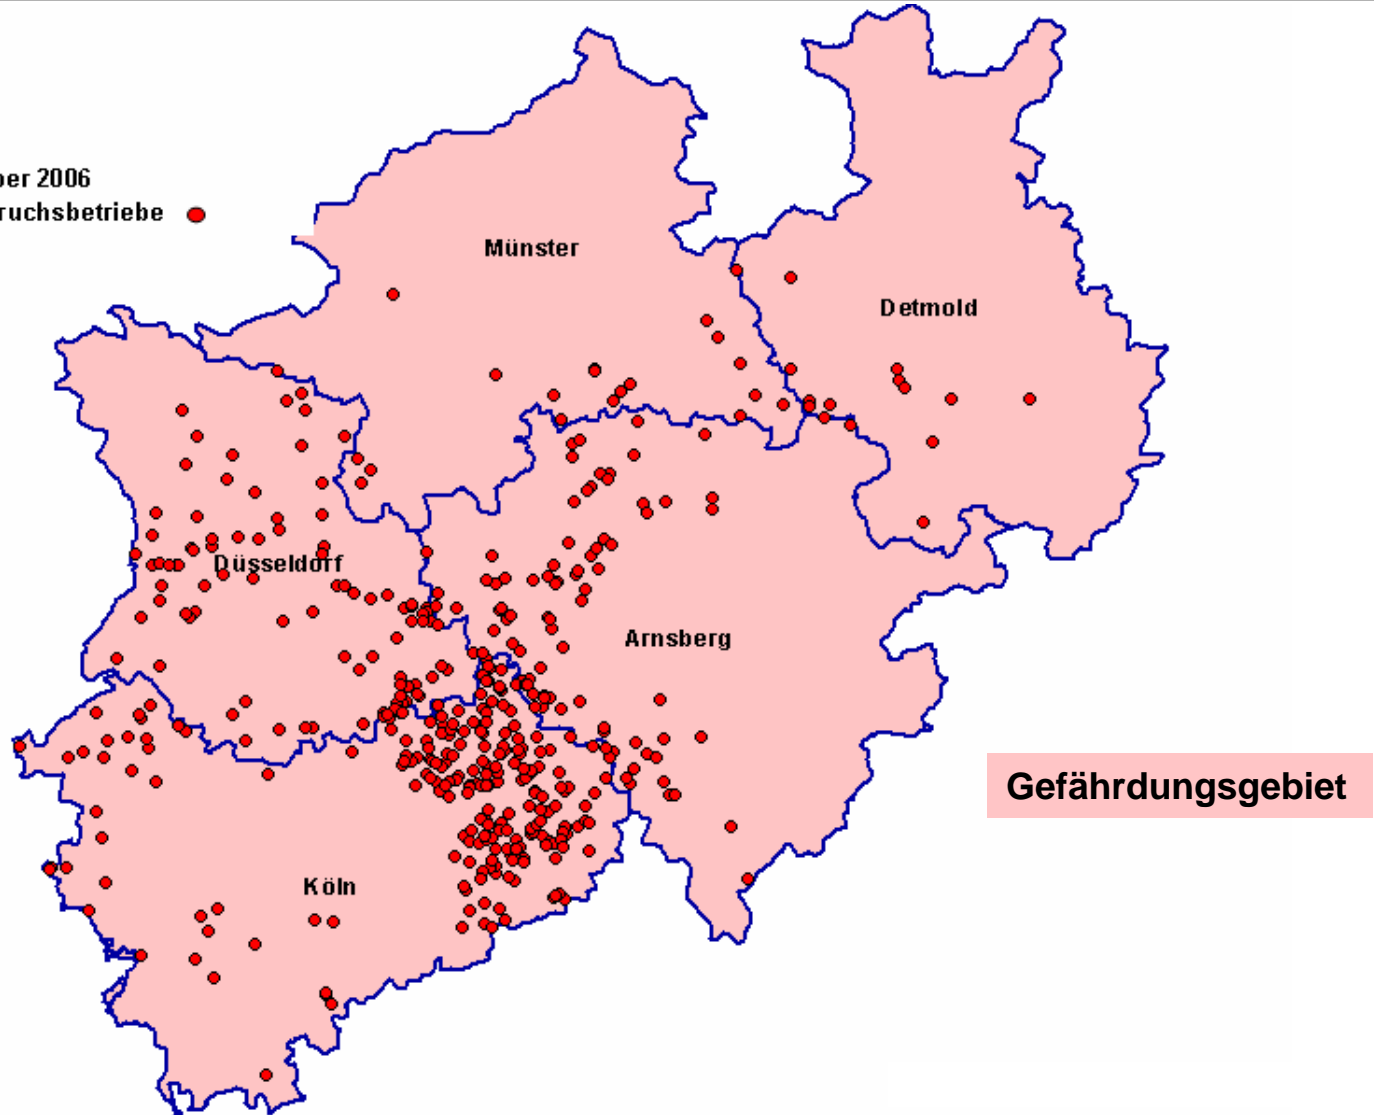 ber 2006
ruchsbetriebe
Münster
Detmold
Düsseldorf
Arnsberg
Gefährdungsgebiet
Köln